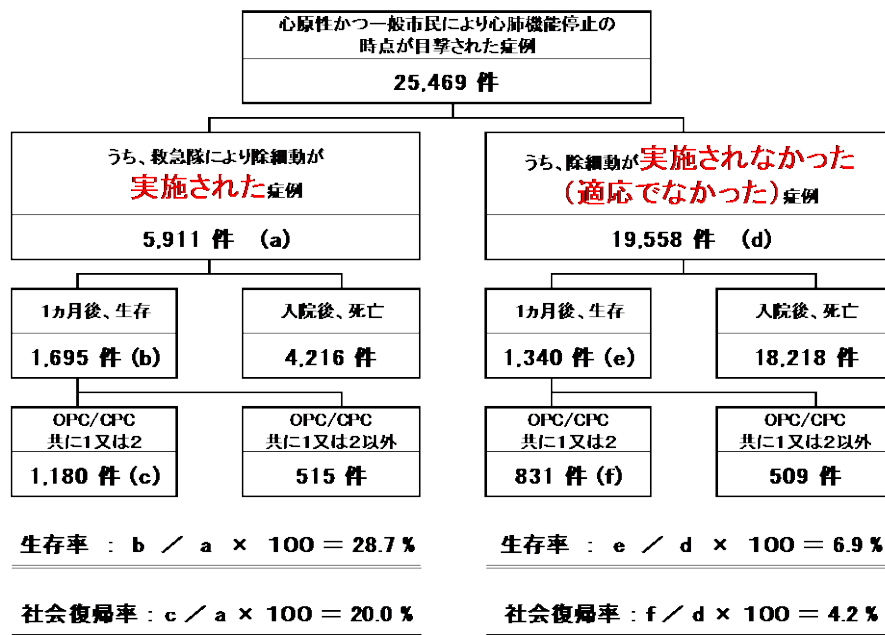 心原性かつ一般市民により心肺機能停止の
時点が目撃された症例
25,469 件
うち、救急隊により除細動が
実施された症例
5,911 件 (a)
うち、除細動が実施されなかった
(適応でなかった)症例
19,558 件 (d)
1ヵ月後、生存
1,695 件 (b)
入院後、死亡
4,216 件
1ヵ月後、生存
1,340 件 (e)
入院後、死亡
18,218 件
OPC/CPC
共に1又は2
1,180 件 (c)
OPC/CPC
共に1又は2以外
515 件
OPC/CPC
共に1又は2
831 件 (f)
OPC/CPC
共に1又は2以外
509 件
生存率 : b / a × 100 = 28.7 %
社会復帰率 : c / a × 100 = 20.0 %
生存率 : e / d × 100 = 6.9 %
社会復帰率 : f / d × 100 = 4.2 %